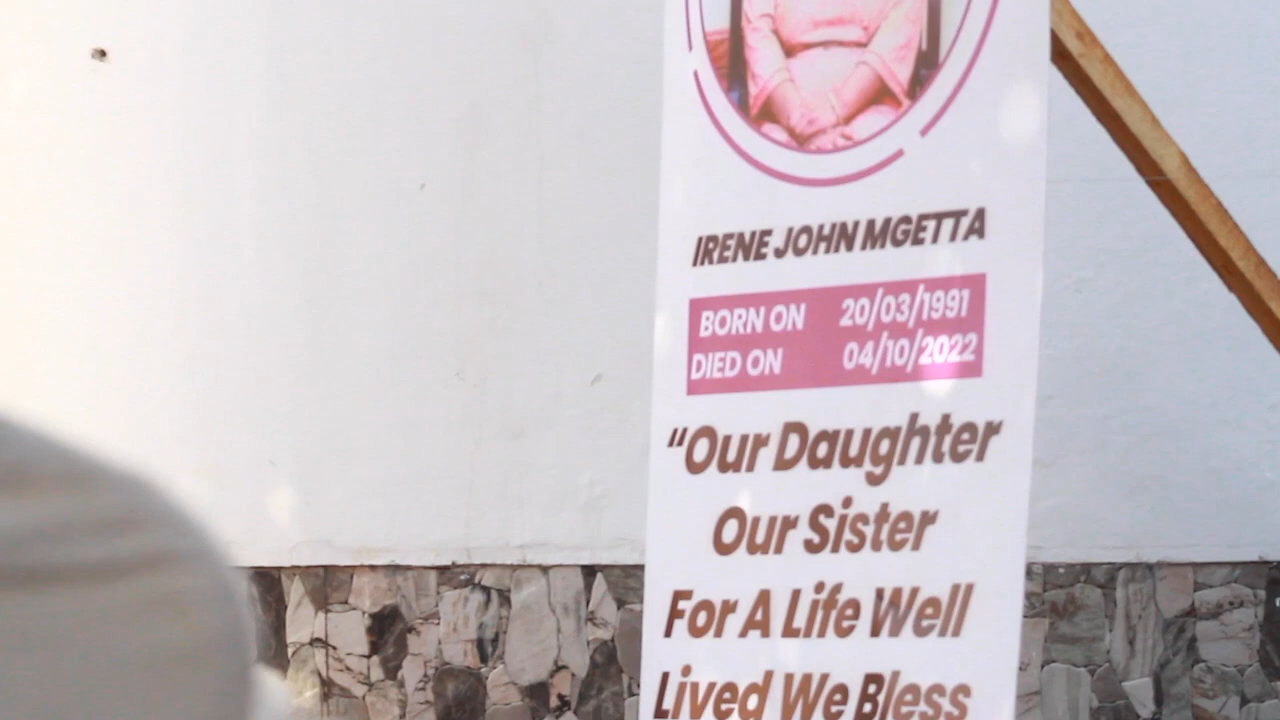 IRENE JOHN MGETTA
BORN ON 20/03/1991
DIED ON 04/10/2022
“Our Daughter
Our Sister
For A Life Well
Lived We Bless